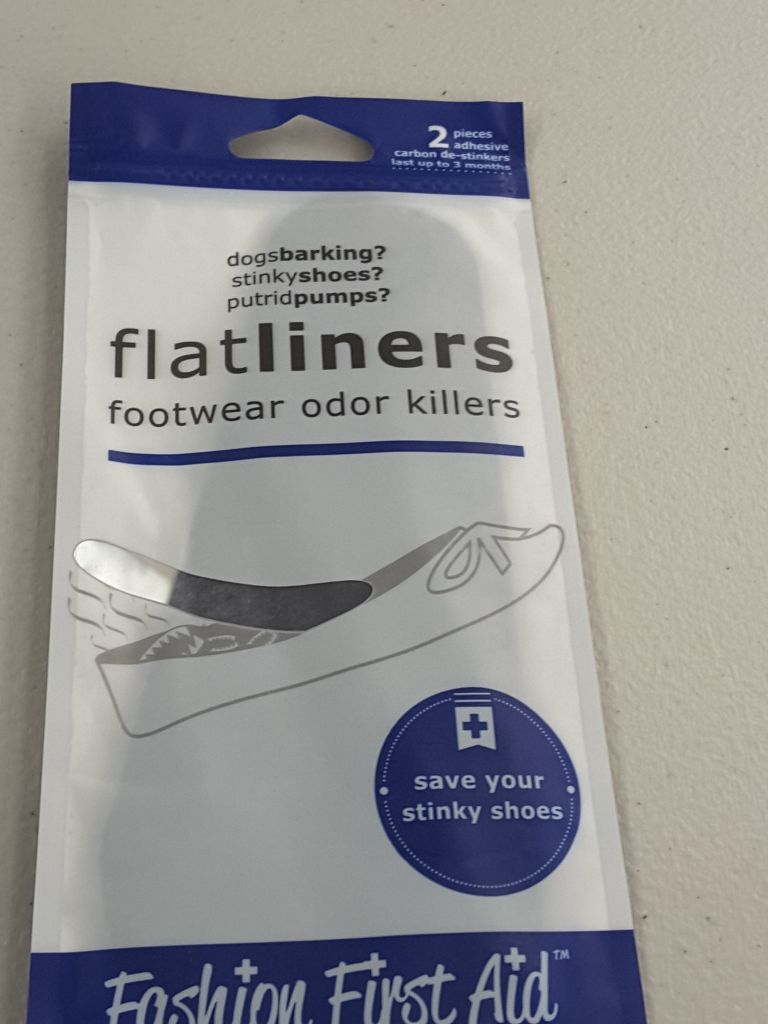 2 pieces
adhesive
carbon de-stinkers
last up to 3 months
dogsbarking?
stinkyshoes?
putridpumps?
flatliners
footwear odor killers
save your
stinky shoes
Fashion First Aid™